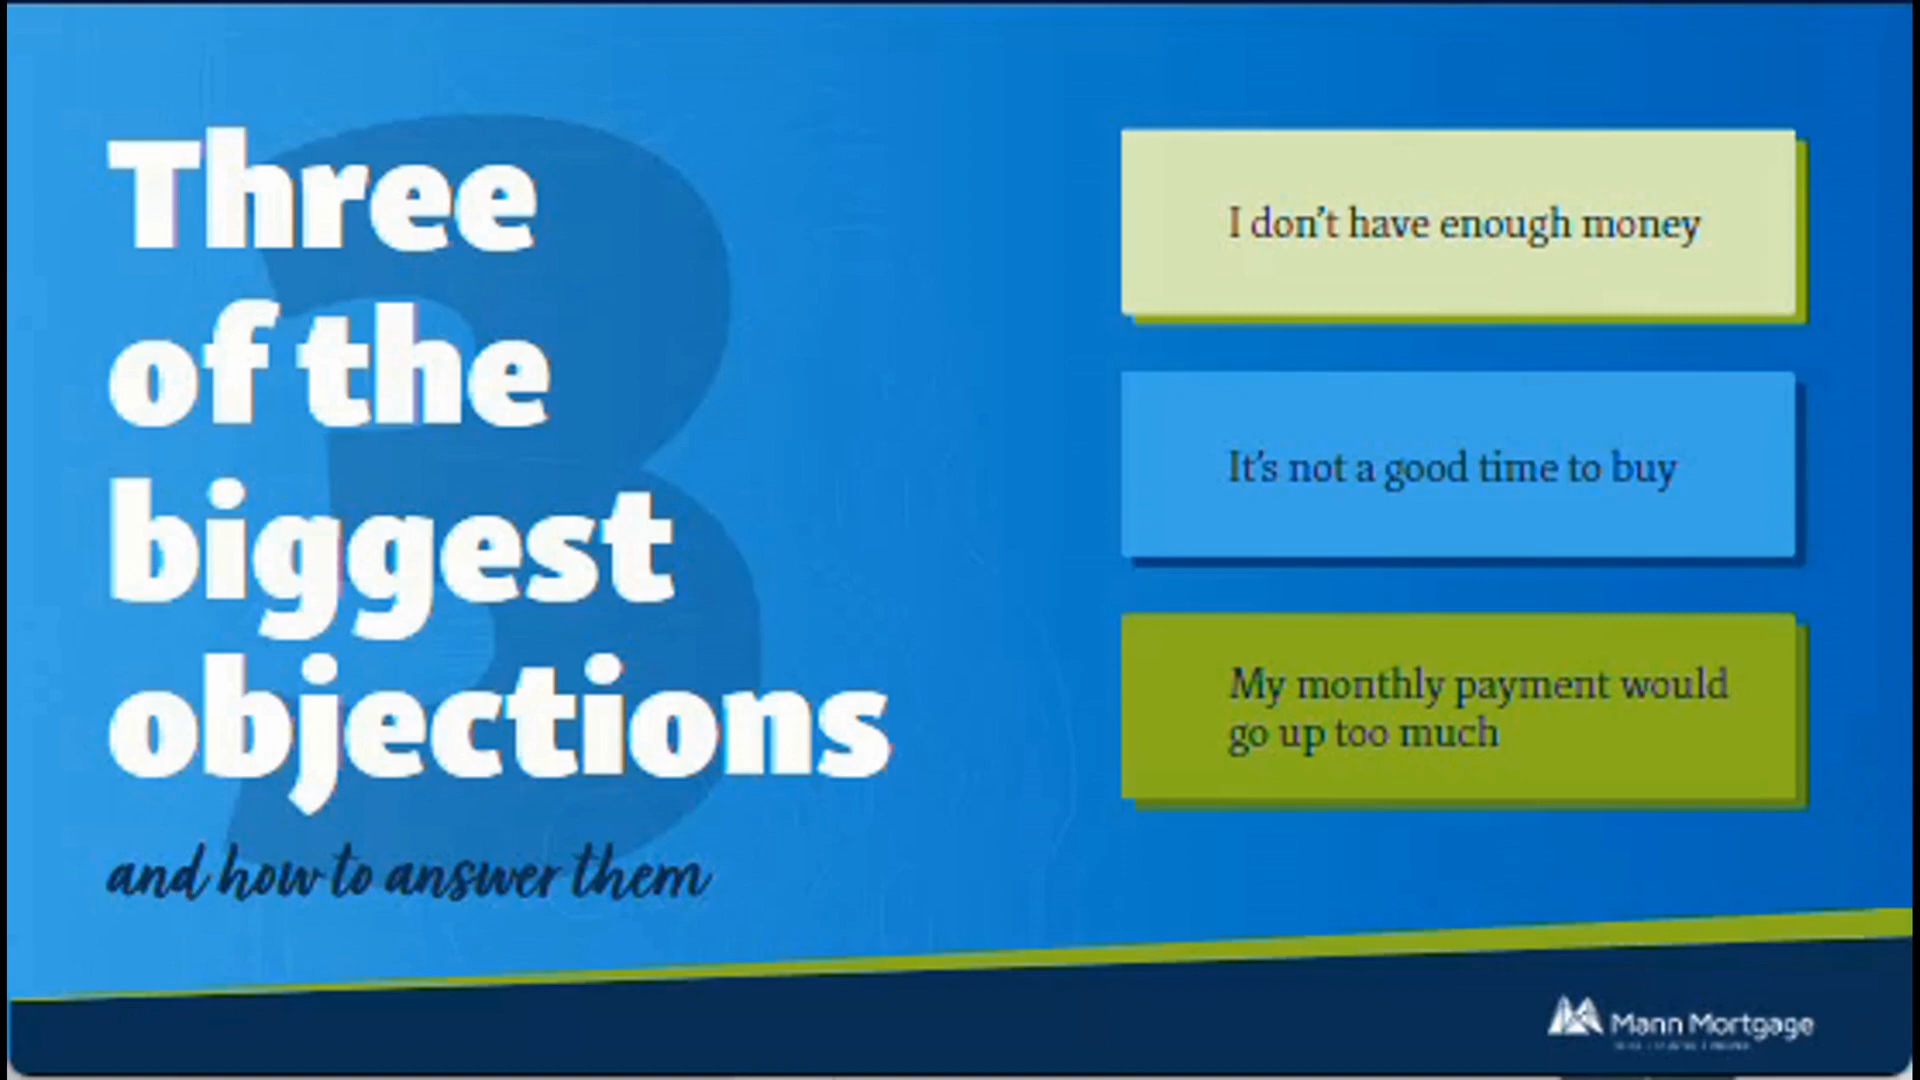 Three
of the
biggest
objections
and how to answer them
I don’t have enough money
It’s not a good time to buy
My monthly payment would
go up too much
Mann Mortgage